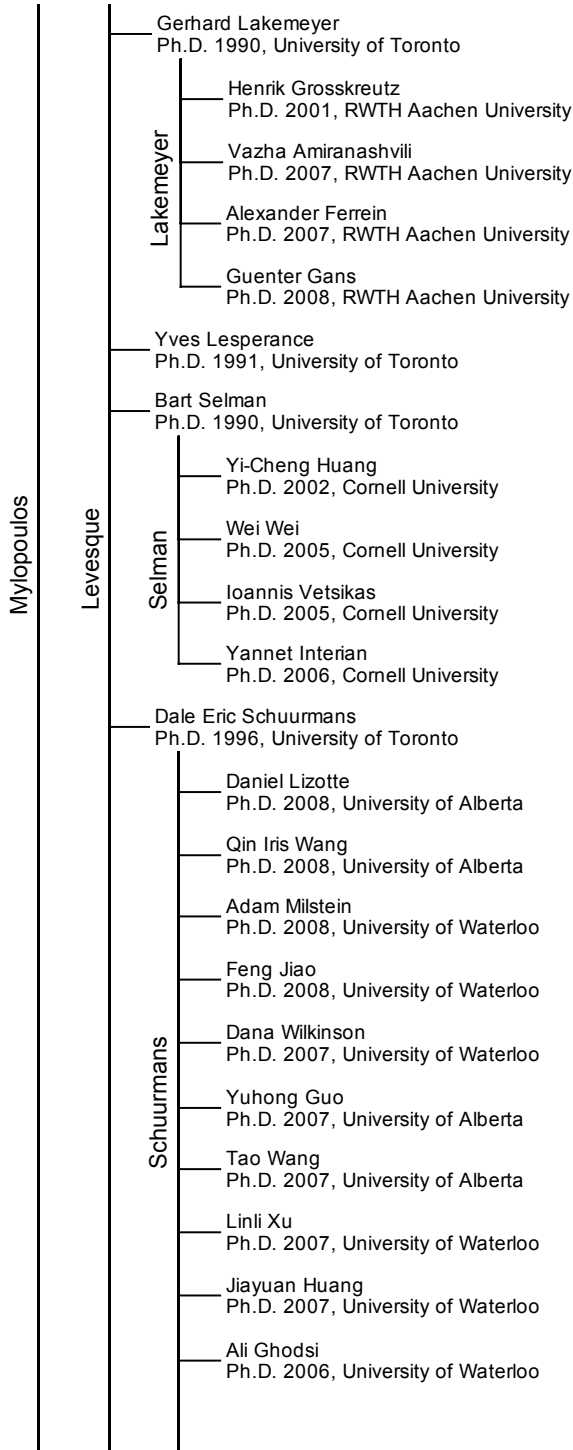 Mylopoulos
Levesque
Gerhard Lakemeyer
Ph.D. 1990, University of Toronto
Lakemeyer
Henrik Grosskreutz
Ph.D. 2001, RWTH Aachen University
Vazha Amiranashvili
Ph.D. 2007, RWTH Aachen University
Alexander Ferrein
Ph.D. 2007, RWTH Aachen University
Guenter Gans
Ph.D. 2008, RWTH Aachen University
Yves Lesperance
Ph.D. 1991, University of Toronto
Bart Selman
Ph.D. 1990, University of Toronto
Selman
Yi-Cheng Huang
Ph.D. 2002, Cornell University
Wei Wei
Ph.D. 2005, Cornell University
Ioannis Vetsikas
Ph.D. 2005, Cornell University
Yannet Interian
Ph.D. 2006, Cornell University
Dale Eric Schuurmans
Ph.D. 1996, University of Toronto
Schuurmans
Daniel Lizotte
Ph.D. 2008, University of Alberta
Qin Iris Wang
Ph.D. 2008, University of Alberta
Adam Milstein
Ph.D. 2008, University of Waterloo
Feng Jiao
Ph.D. 2008, University of Waterloo
Dana Wilkinson
Ph.D. 2007, University of Waterloo
Yuhong Guo
Ph.D. 2007, University of Alberta
Tao Wang
Ph.D. 2007, University of Alberta
Linli Xu
Ph.D. 2007, University of Waterloo
Jiayuan Huang
Ph.D. 2007, University of Waterloo
Ali Ghodsi
Ph.D. 2006, University of Waterloo